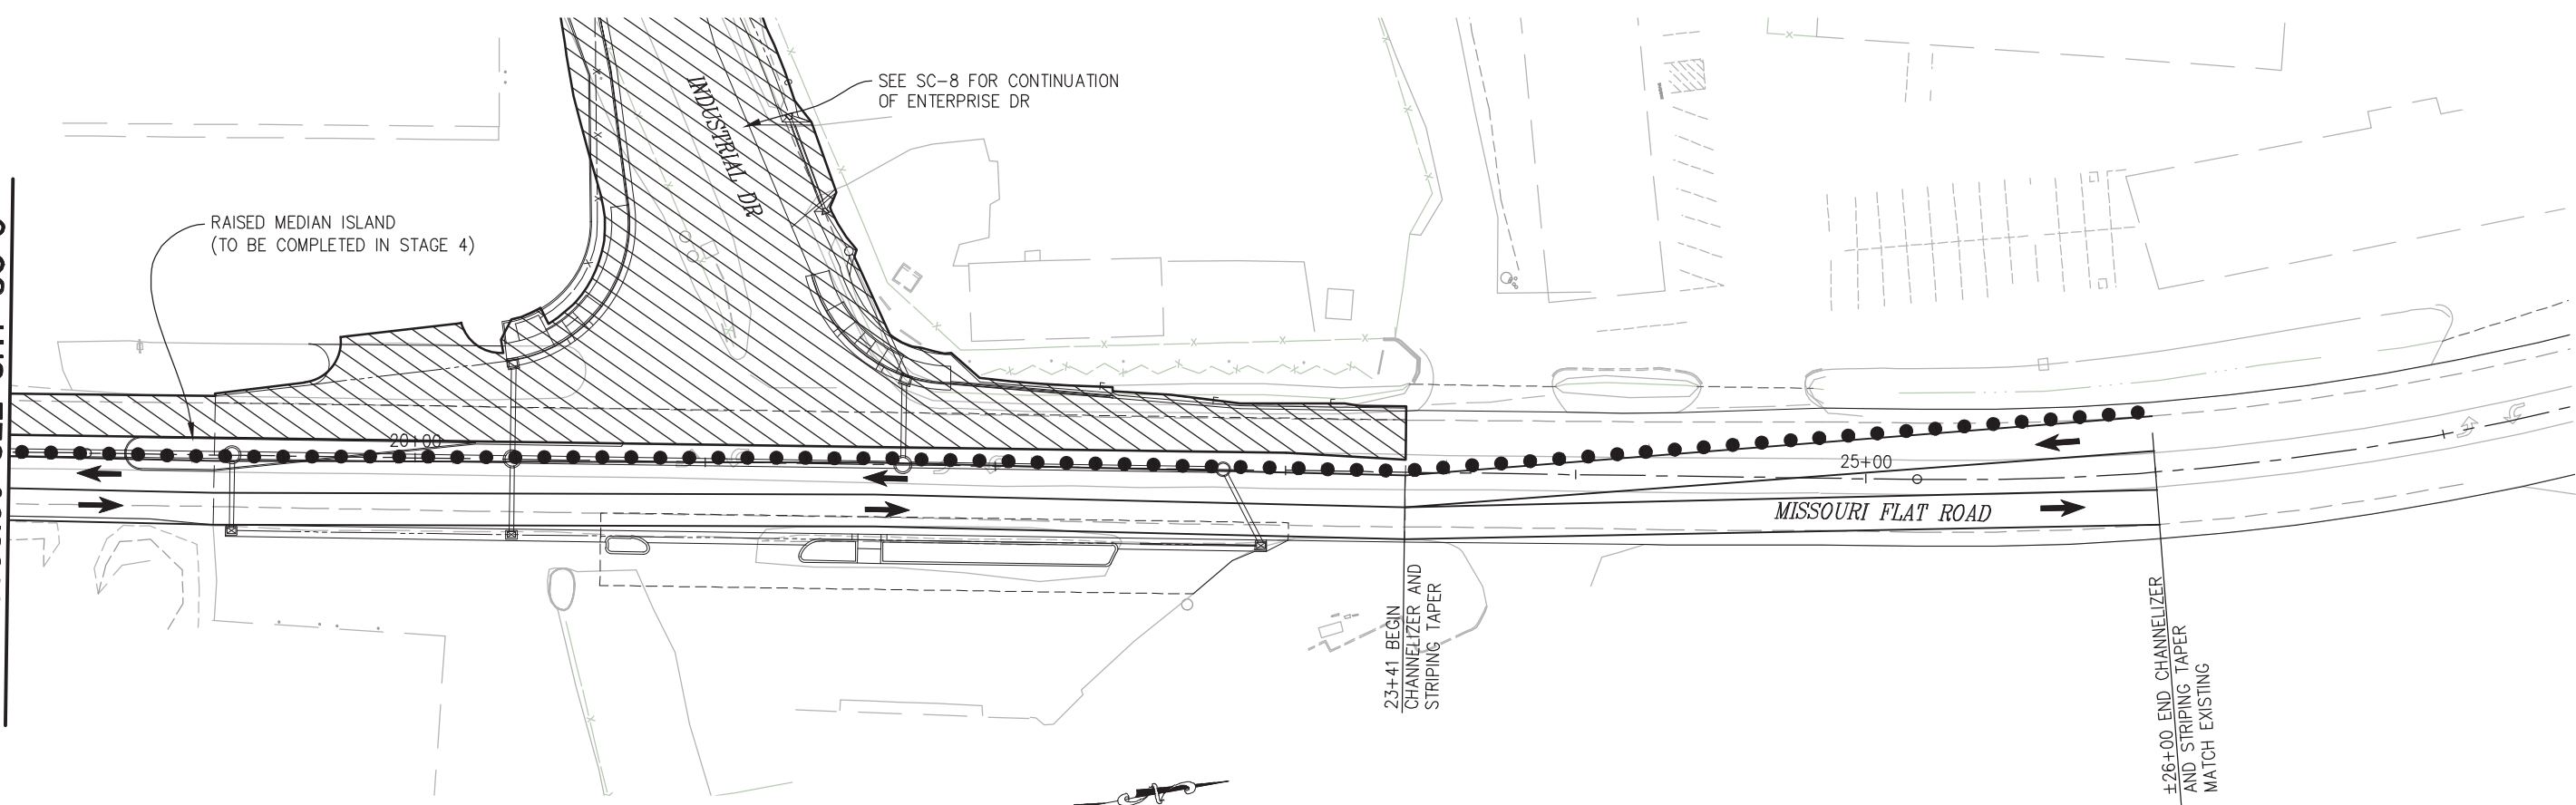 SEE SC-8 FOR CONTINUATION
OF ENTERPRISE DR
INDUSTRIAL DR
RAISED MEDIAN ISLAND
(TO BE COMPLETED IN STAGE 4)
20+00
25+00
MISSOURI FLAT ROAD
23+41 BEGIN
CHANNELIZER AND
STRIPING TAPER
±26+00 END CHANNELIZER
AND STRIPING TAPER
MATCH EXISTING